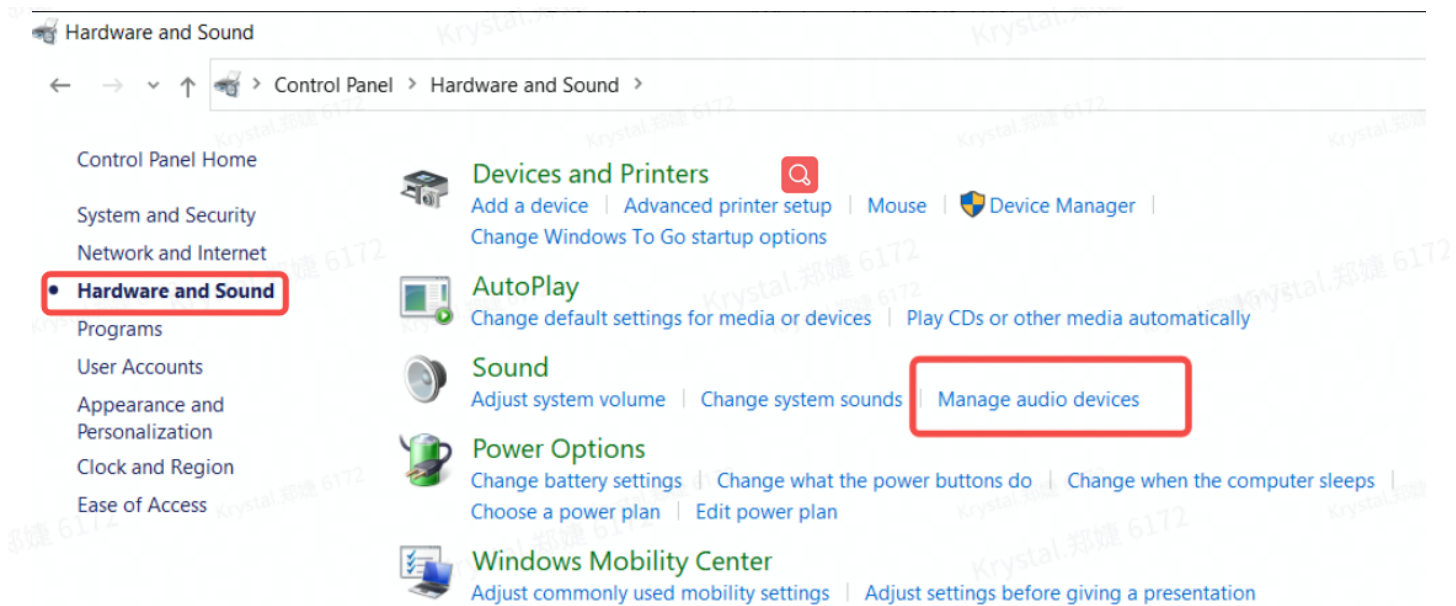 Hardware and Sound
Control Panel > Hardware and Sound >
Control Panel Home
System and Security
Network and Internet
Hardware and Sound
Programs
User Accounts
Appearance and
Personalization
Clock and Region
Ease of Access
Devices and Printers
Add a device | Advanced printer setup | Mouse | Device Manager |
Change Windows To Go startup options
AutoPlay
Change default settings for media or devices | Play CDs or other media automatically
Sound
Adjust system volume | Change system sounds | Manage audio devices
Power Options
Change battery settings | Change what the power buttons do | Change when the computer sleeps |
Choose a power plan | Edit power plan
Windows Mobility Center
Adjust commonly used mobility settings | Adjust settings before giving a presentation
Krystal.郑婕 6172